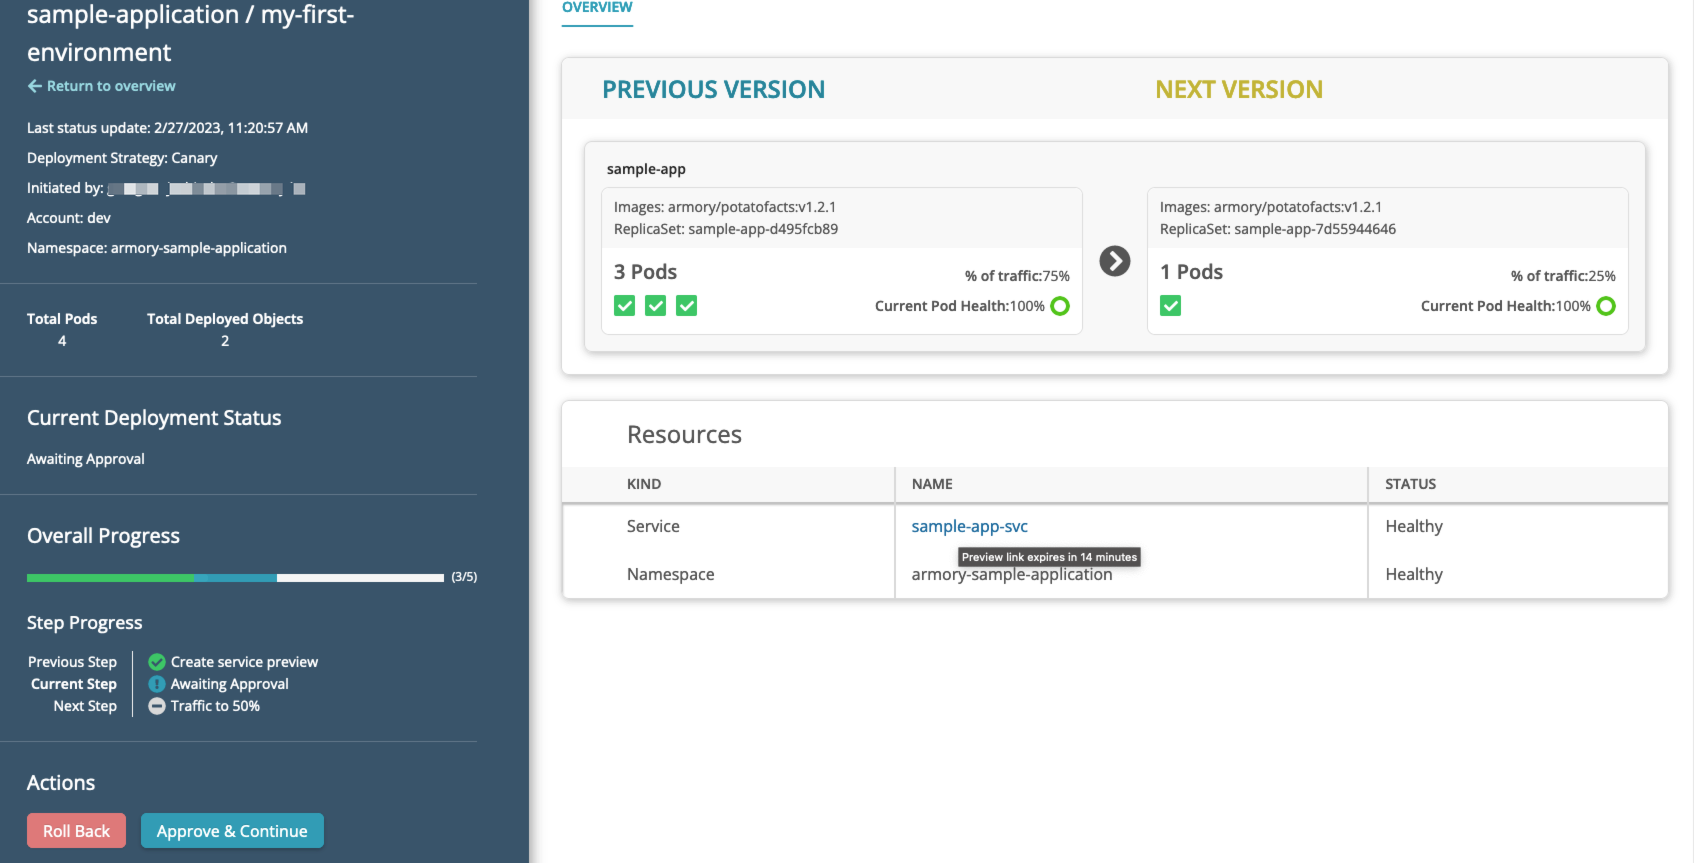 sample-application / my-first-
environment
Return to overview
Last status update: 2/27/2023, 11:20:57 AM
Deployment Strategy: Canary
Initiated by:
Account: dev
Namespace: armory-sample-application
Total Pods
4
Total Deployed Objects
2
Current Deployment Status
Awaiting Approval
Overall Progress
(3/5)
Step Progress
Previous Step Create service preview
Current Step Awaiting Approval
Next Step Traffic to 50%
Actions
Roll Back
Approve & Continue
OVERVIEW
PREVIOUS VERSION
NEXT VERSION
sample-app
Images: armory/potatofacts:v1.2.1
ReplicaSet: sample-app-d495fcb89
3 Pods
% of traffic:75%
Current Pod Health:100%
Images: armory/potatofacts:v1.2.1
ReplicaSet: sample-app-7d55944646
1 Pods
% of traffic:25%
Current Pod Health:100%
Resources
KIND NAME STATUS
Service sample-app-svc Healthy
Preview link expires in 14 minutes
Namespace armory-sample-application Healthy